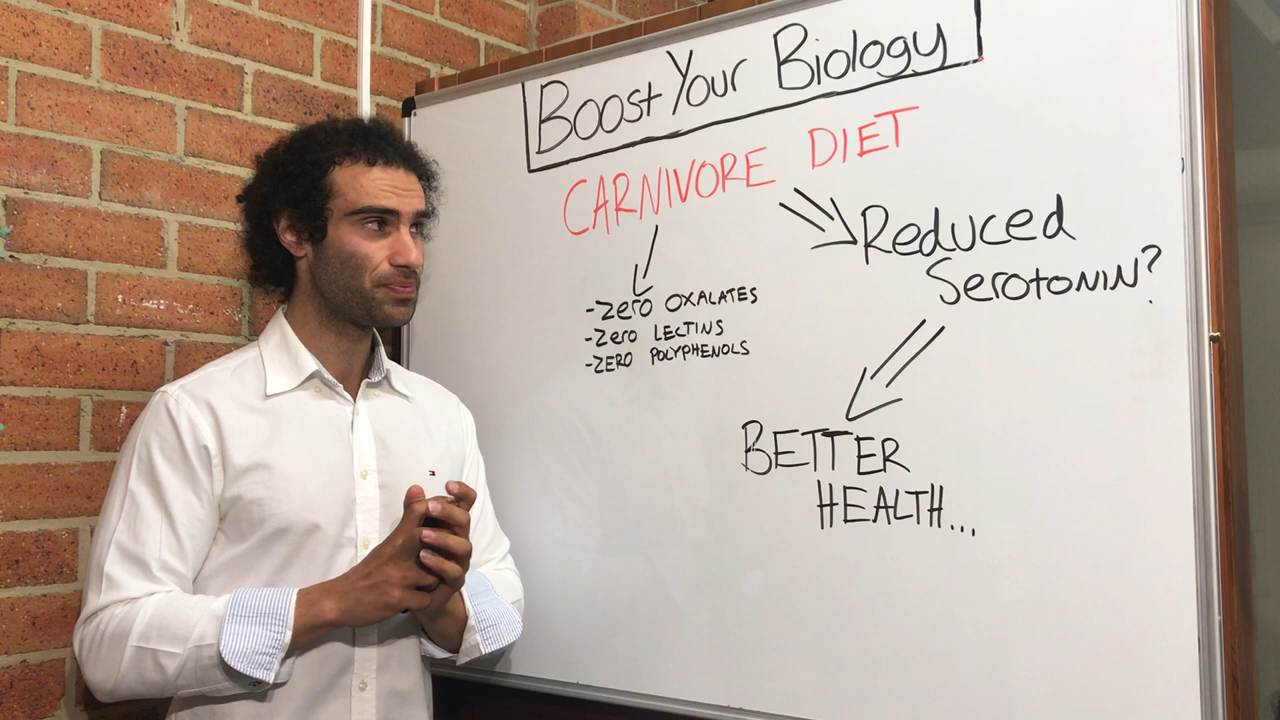 Boost Your Biology
CARNIVORE DIET
-Zero OXALATES
-Zero LECTINS
-ZERO POLYPHENOLS
Reduced
Serotonin?
BETTER
HEALTH...